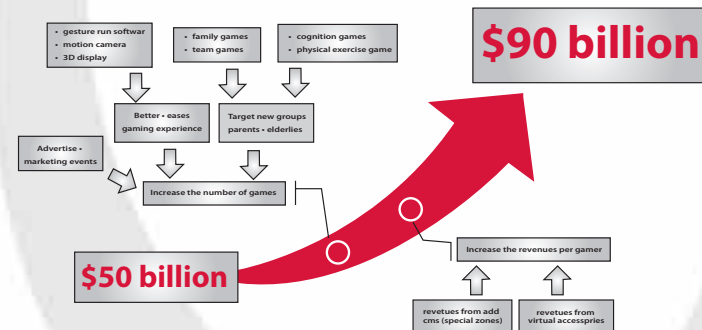 • gesture run softwar
• motion camera
• 3D display
• family games
• team games
• cognition games
• physical exercise game
$90 billion
Better • eases
gaming experience
Target new groups
parents • elderlies
Advertise •
marketing events
Increase the number of games
$50 billion
Increase the revenues per gamer
revetues from add
cms (special zones)
revetues from
virtual accesspries